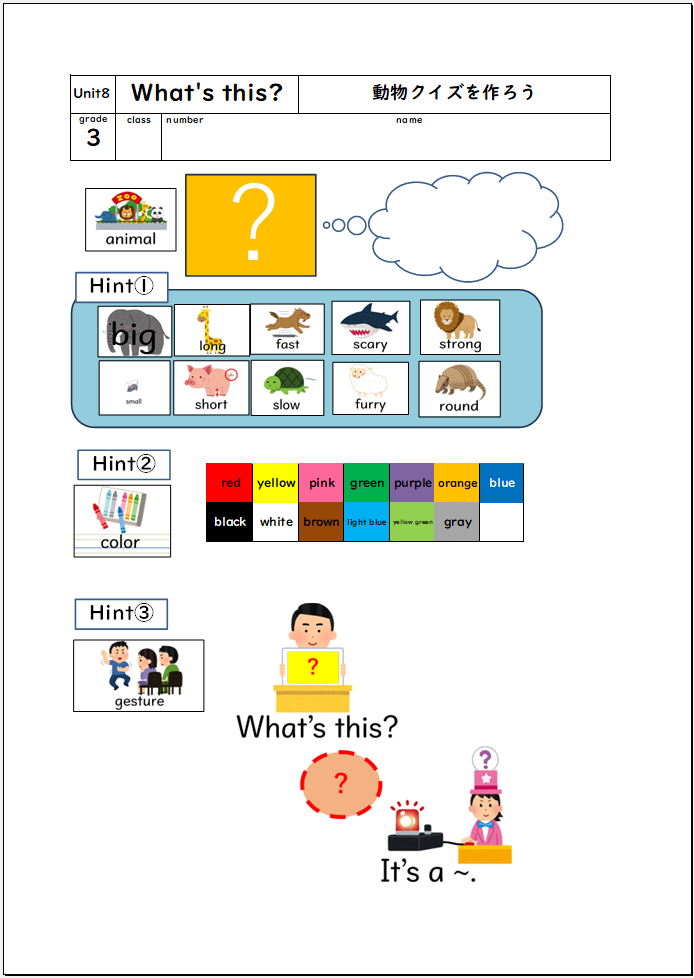 Unit8 What's this? 動物クイズを作ろう
grade class number name
3
ZOO
animal
?
Hint①
big long fast scary strong
small short slow furry round
Hint②
color
red yellow pink green purple orange blue
black white brown light blue yellow green gray
Hint③
gesture
?
What's this?
?
?
It's a ~.